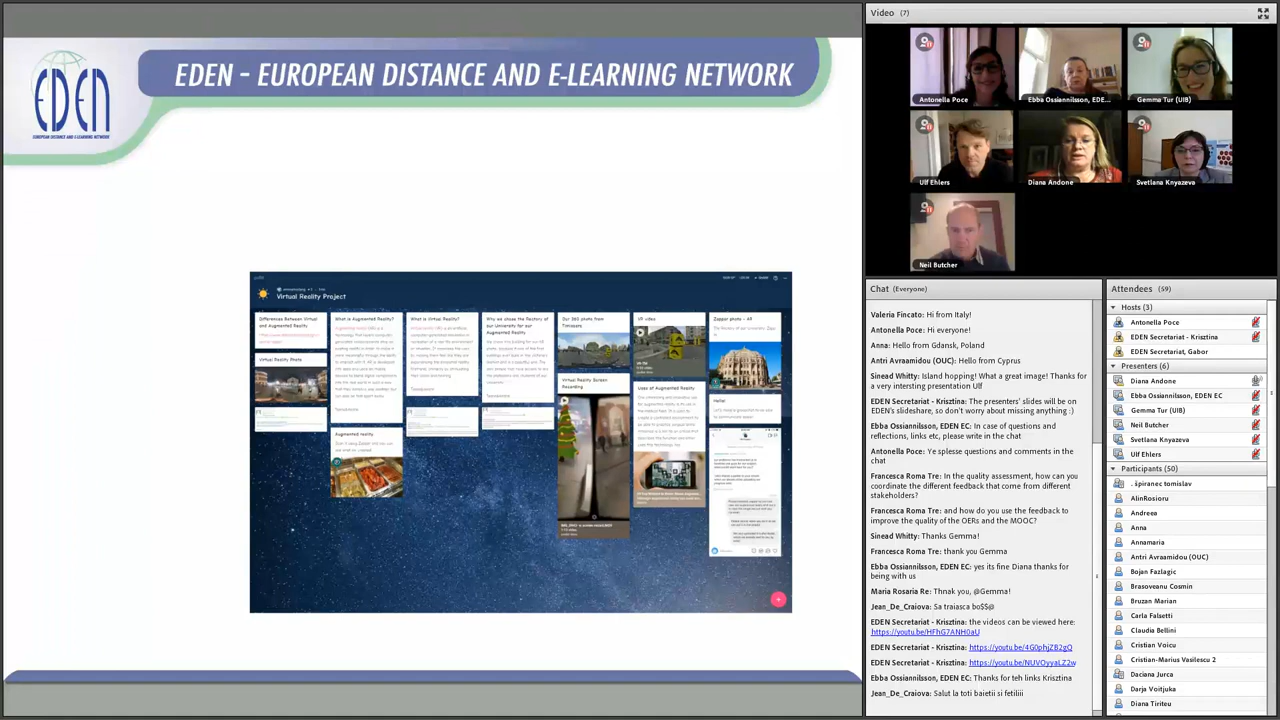 EDEN
EUROPEAN DISTANCE AND E-LEARNING NETWORK
EDEN - EUROPEAN DISTANCE AND E-LEARNING NETWORK
padlet
Virtual Reality Project
Differences Between Virtual
and Augmented Reality
Virtual Reality Photo
What is Augmented Reality?
Augmented reality
What is Virtual Reality?
Why we chose the Rectory of
our University for our
Augmented Reality
Our 360 photo from
Timisoara
Virtual Reality Screen
Recording
VR video
Uses of Augmented Reality
Zappar photo - AR
Hello!
Video (7)
Antonella Poce
Ebba Ossiannilsson, EDE...
Gemma Tur (UIB)
Ulf Ehlers
Diana Andone
Svetlana Knyazeva
Neil Butcher
Chat (Everyone)
Valeria Fincato: Hi from Italy!
Antonella Poce: Hi everyone!
Anna: Hello from Gdansk, Poland
Antri Avraamidou (OUC): Hello from Cyprus
Sinead Whitty: Island hopping! What a great image! Thanks for
a very intersting presentation Ulf
EDEN Secretariat - Krisztina: The presenters' slides will be on
EDEN's slideshare, so don't worry about missing anything :)
Ebba Ossiannilsson, EDEN EC: In case of questions and
reflections, links etc, please write in the chat
Antonella Poce: Ye splesse questions and comments in the
chat
Francesca Roma Tre: In the quality assessment, how can you
coordinate the different feedback that come from different
stakeholders?
Francesca Roma Tre: and how do you use the feedback to
improve the quality of the OERs and the MOOC?
Sinead Whitty: Thanks Gemma!
Francesca Roma Tre: thank you Gemma
Ebba Ossiannilsson, EDEN EC: yes its fine Diana thanks for
being with us
Maria Rosaria Re: Thnak you, @Gemma!
Jean_De_Craiova: Sa traiasca bo$$@
EDEN Secretariat - Krisztina: the videos can be viewed here:
https://youtu.be/HFhG7ANH0aU
EDEN Secretariat - Krisztina: https://youtu.be/4G0phjZB2gQ
EDEN Secretariat - Krisztina: https://youtu.be/NUVOyyaLZ2w
Ebba Ossiannilsson, EDEN EC: Thanks for teh links Krisztina
Jean_De_Craiova: Salut la toti baietii si fetiliii
Attendees (59)
Hosts (3)
Antonella Poce
EDEN Secretariat - Krisztina
EDEN Secretariat, Gabor
Presenters (6)
Diana Andone
Ebba Ossiannilsson, EDEN EC
Gemma Tur (UIB)
Neil Butcher
Svetlana Knyazeva
Ulf Ehlers
Participants (50)
. špiranec tomislav
AlinRosioru
Andreea
Anna
Annamaria
Antri Avraamidou (OUC)
Bojan Fazlagic
Brasoveanu Cosmin
Bruzan Marian
Carla Falsetti
Claudia Bellini
Cristian Voicu
Cristian-Marius Vasilescu 2
Daciana Jurca
Darja Voitjuka
Diana Tiriteu